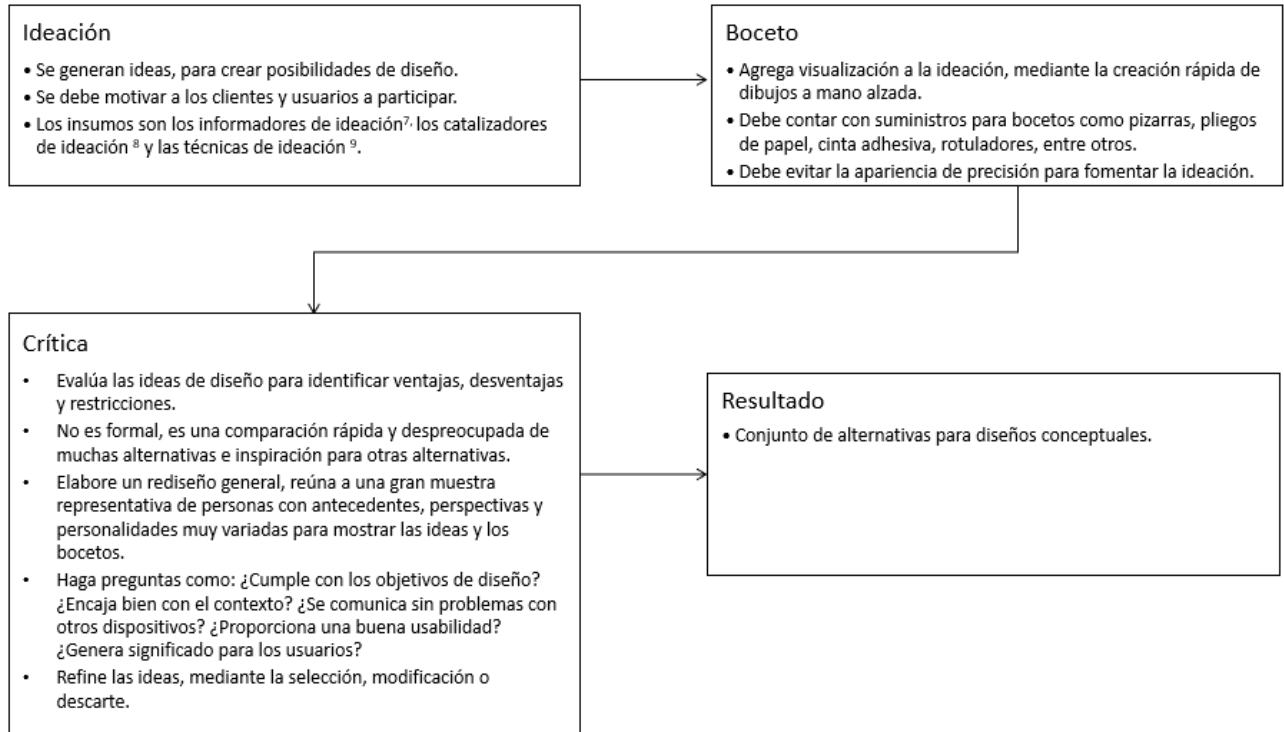 Ideación
• Se generan ideas, para crear posibilidades de diseño.
• Se debe motivar a los clientes y usuarios a participar.
• Los insumos son los informadores de ideación⁷, los catalizadores
de ideación ⁸ y las técnicas de ideación ⁹.
Boceto
• Agrega visualización a la ideación, mediante la creación rápida de
dibujos a mano alzada.
• Debe contar con suministros para bocetos como pizarras, pliegos
de papel, cinta adhesiva, rotuladores, entre otros.
• Debe evitar la apariencia de precisión para fomentar la ideación.
Crítica
• Evalúa las ideas de diseño para identificar ventajas, desventajas
y restricciones.
• No es formal, es una comparación rápida y despreocupada de
muchas alternativas e inspiración para otras alternativas.
• Elabore un rediseño general, reúna a una gran muestra
representativa de personas con antecedentes, perspectivas y
personalidades muy variadas para mostrar las ideas y los
bocetos.
• Haga preguntas como: ¿Cumple con los objetivos de diseño?
¿Encaja bien con el contexto? ¿Se comunica sin problemas con
otros dispositivos? ¿Proporciona una buena usabilidad?
¿Genera significado para los usuarios?
• Refine las ideas, mediante la selección, modificación o
descarte.
Resultado
• Conjunto de alternativas para diseños conceptuales.